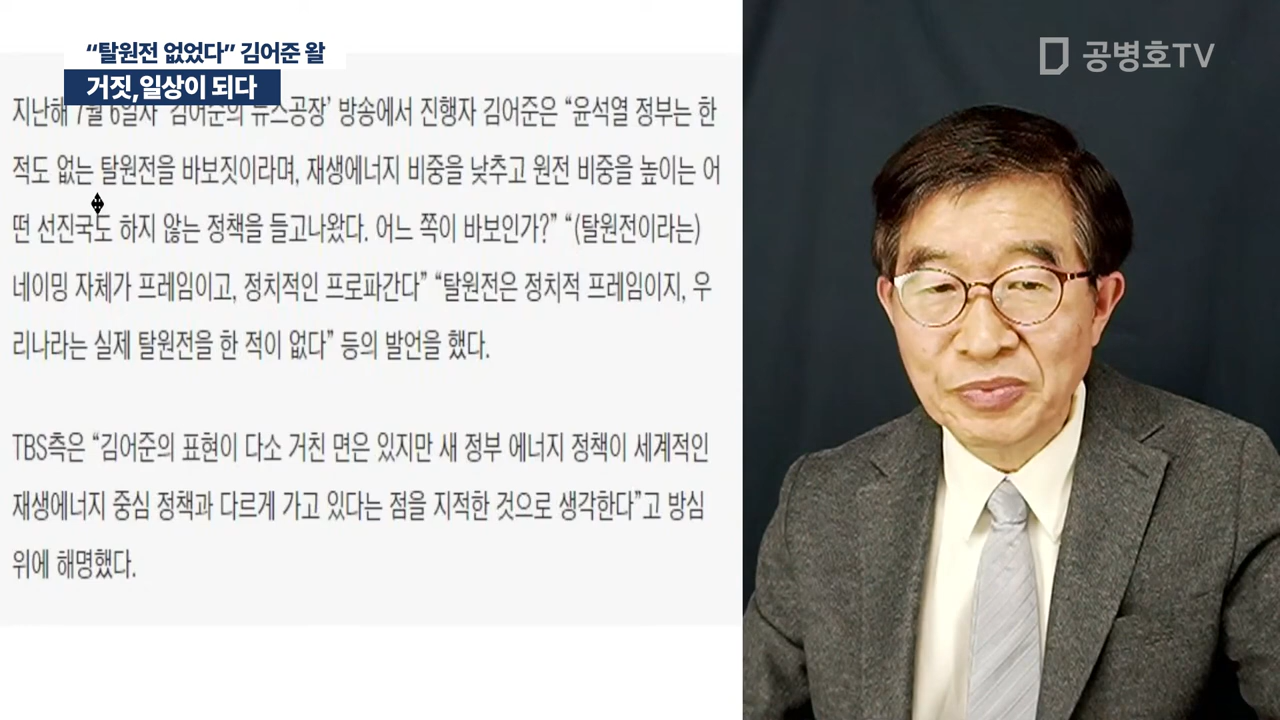 “탈원전 없었다” 김어준 왈
거짓,일상이 되다
공병호TV
지난해 7월 6일자 ‘김어준의 뉴스공장’ 방송에서 진행자 김어준은 “윤석열 정부는 한
적도 없는 탈원전을 바보짓이라며, 재생에너지 비중을 낮추고 원전 비중을 높이는 어
떤 선진국도 하지 않는 정책을 들고나왔다. 어느 쪽이 바보인가?” “(탈원전이라는)
네이밍 자체가 프레임이고, 정치적인 프로파간다” “탈원전은 정치적 프레임이지, 우
리나라는 실제 탈원전을 한 적이 없다” 등의 발언을 했다.
TBS측은 “김어준의 표현이 다소 거친 면은 있지만 새 정부 에너지 정책이 세계적인
재생에너지 중심 정책과 다르게 가고 있다는 점을 지적한 것으로 생각한다”고 방심
위에 해명했다.